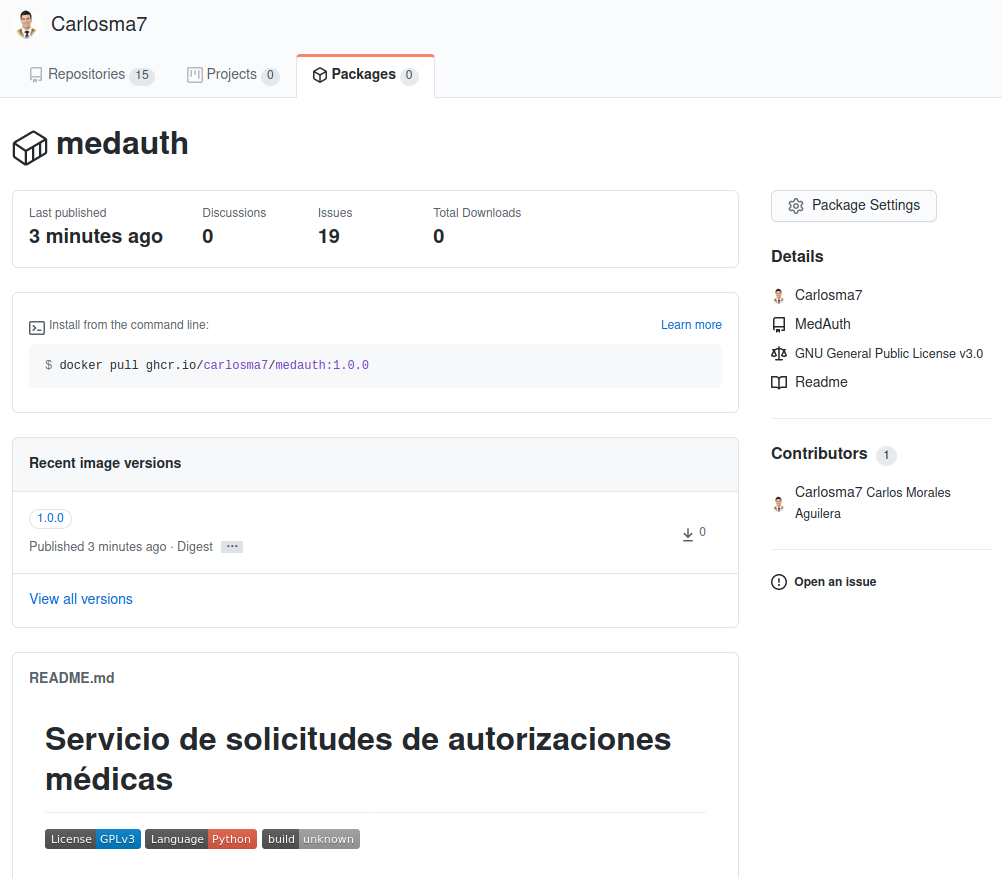 Carlosma7
Repositories 15 Projects 0 Packages 0
medauth
Last published Discussions Issues Total Downloads
3 minutes ago 0 19 0
Install from the command line: Learn more
$ docker pull ghcr.io/carlosma7/medauth:1.0.0
Recent image versions
1.0.0
Published 3 minutes ago · Digest ...
0
View all versions
README.md
Servicio de solicitudes de autorizaciones
médicas
License GPLv3 Language Python build unknown
Package Settings
Details
Carlosma7
MedAuth
GNU General Public License v3.0
Readme
Contributors 1
Carlosma7 Carlos Morales
Aguilera
Open an issue